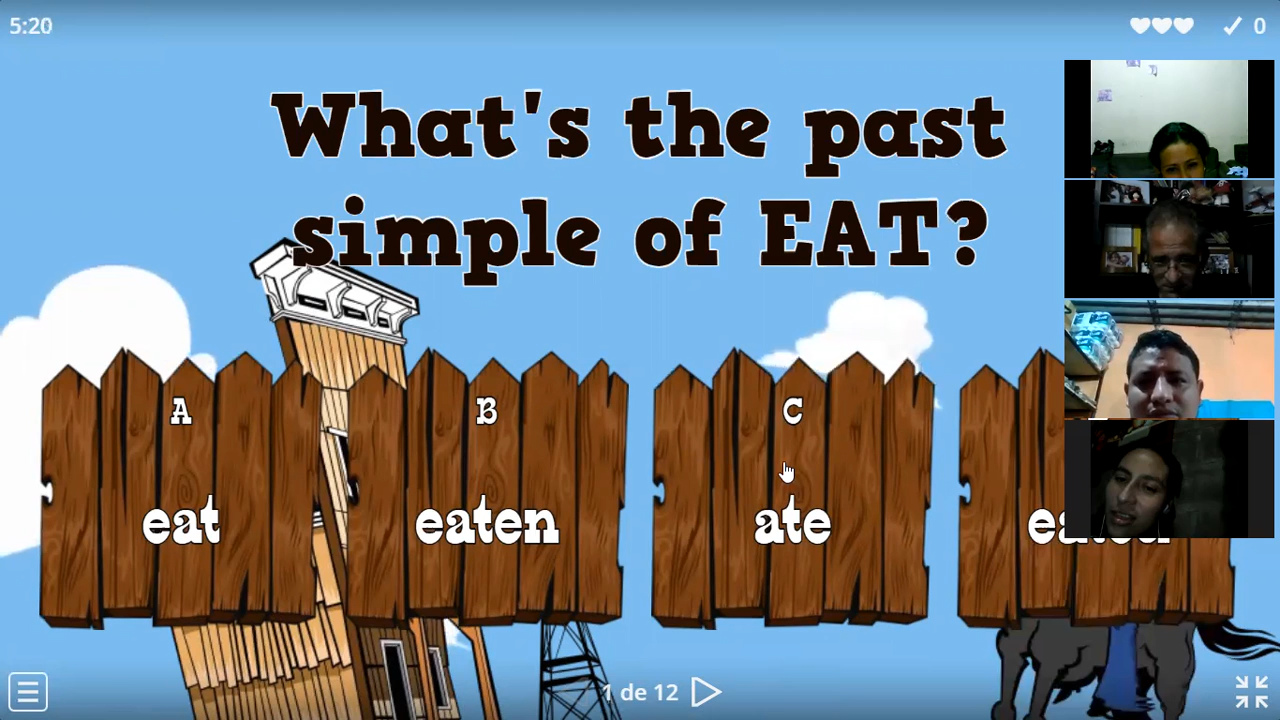 5:20
0
What's the past
simple of EAT?
A
B
C
eat
eaten
ate
1 de 12